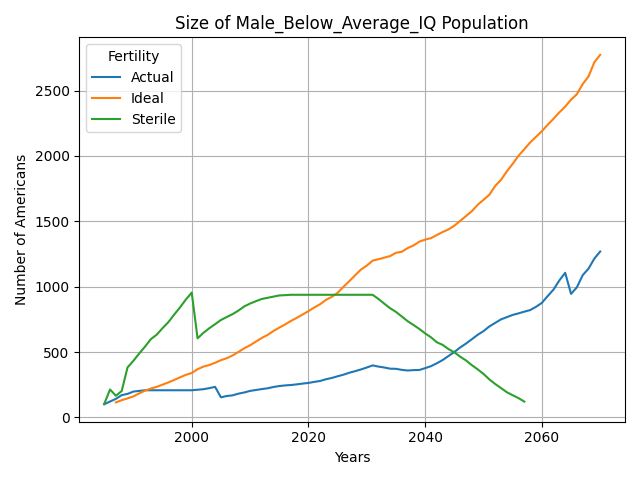 Size of Male_Below_Average_IQ Population
Fertility
Actual
Ideal
Sterile
Number of Americans
2500
2000
1500
1000
500
0
2000
2020
2040
2060
Years